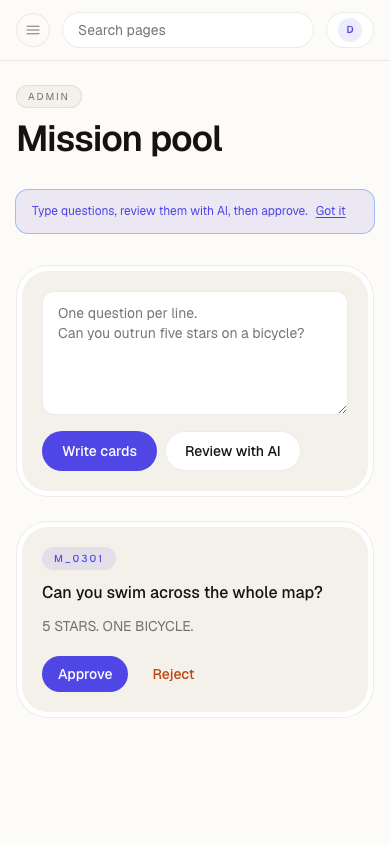 Search pages
D
ADMIN
Mission pool
Type questions, review them with AI, then approve. Got it
One question per line.
Can you outrun five stars on a bicycle?
Write cards
Review with AI
M_0301
Can you swim across the whole map?
5 STARS. ONE BICYCLE.
Approve
Reject